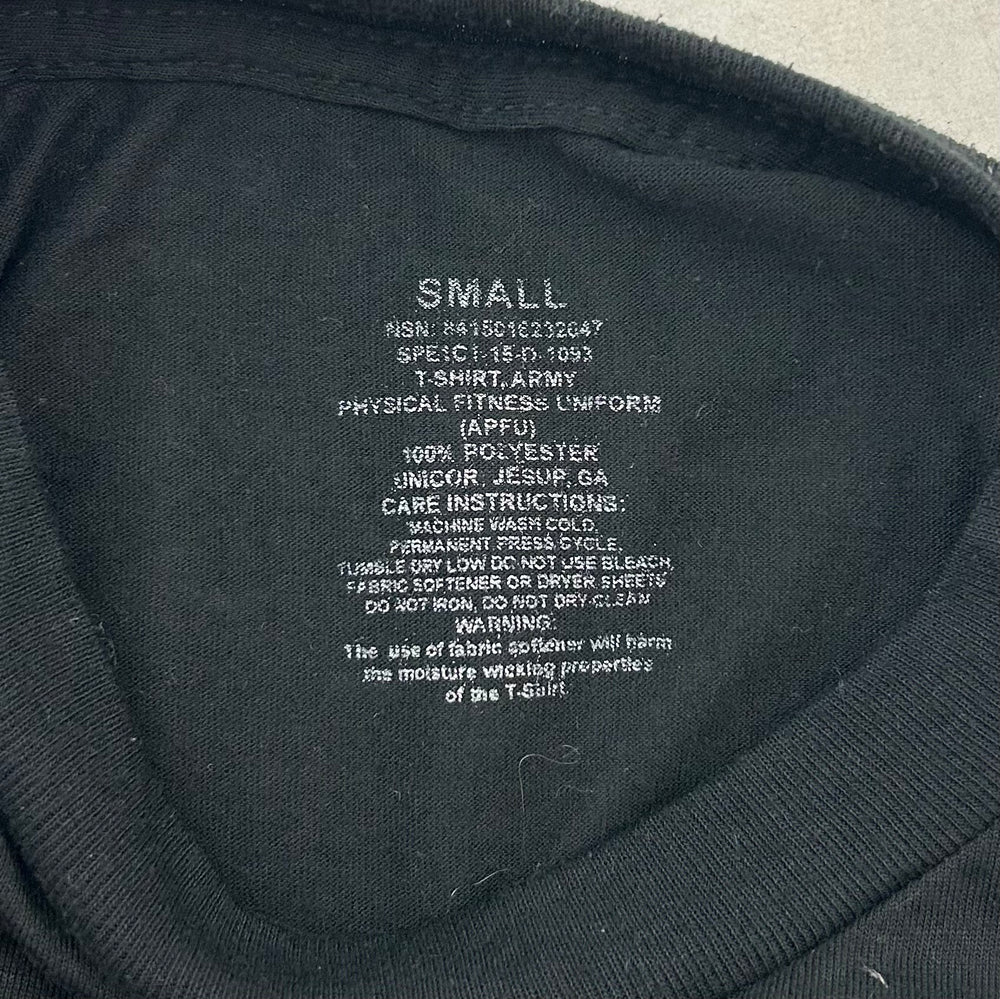 SMALL
NSN: 8415016232047
SPE1C1-15-D-1093
T-SHIRT, ARMY
PHYSICAL FITNESS UNIFORM
(APFU)
100% POLYESTER
UNICOR, JESUP, GA
CARE INSTRUCTIONS:
MACHINE WASH COLD,
PERMANENT PRESS CYCLE,
TUMBLE DRY LOW DO NOT USE BLEACH,
FABRIC SOFTENER OR DRYER SHEETS
DO NOT IRON, DO NOT DRY-CLEAN
WARNING:
The use of fabric softener will harm
the moisture wicking properties
of the T-Shirt.